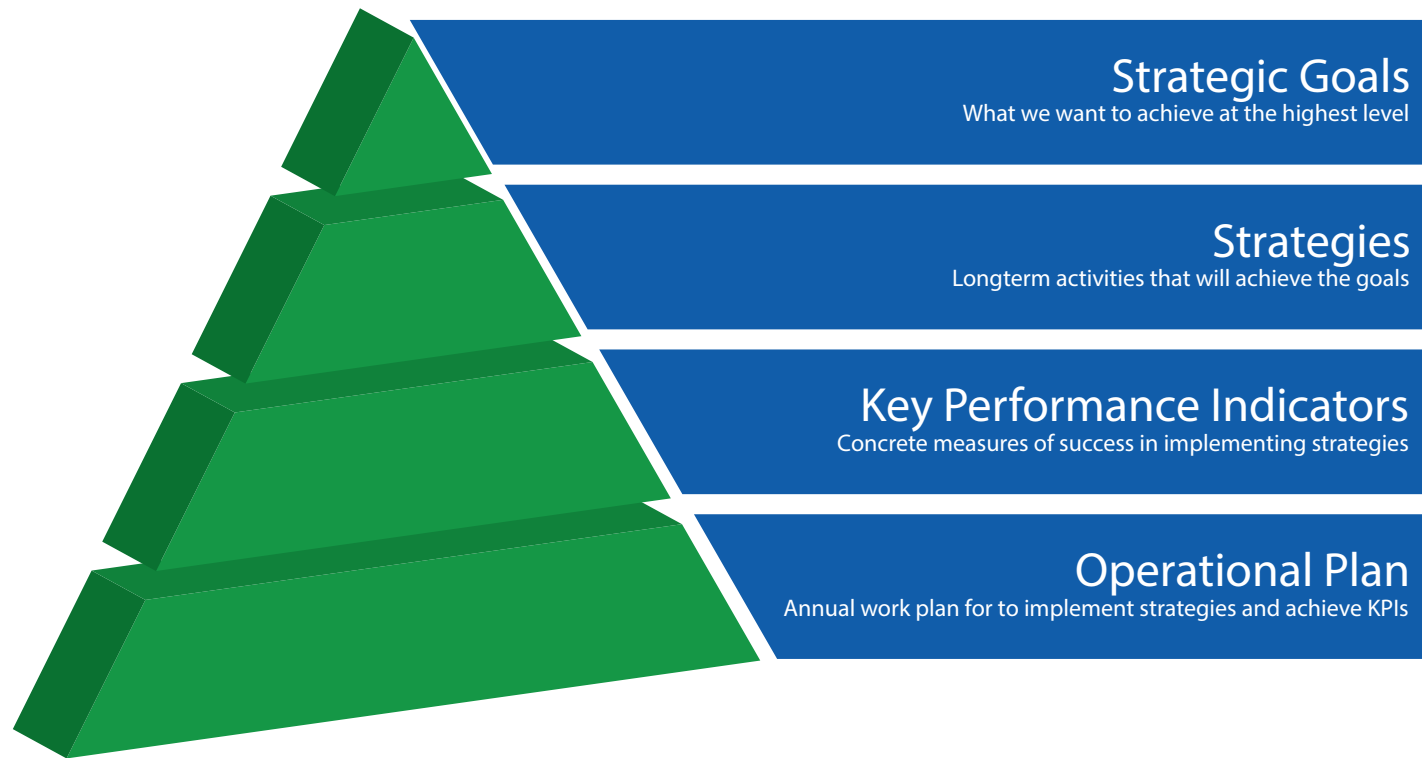 Strategic Goals
What we want to achieve at the highest level
Strategies
Longterm activities that will achieve the goals
Key Performance Indicators
Concrete measures of success in implementing strategies
Operational Plan
Annual work plan for to implement strategies and achieve KPIs